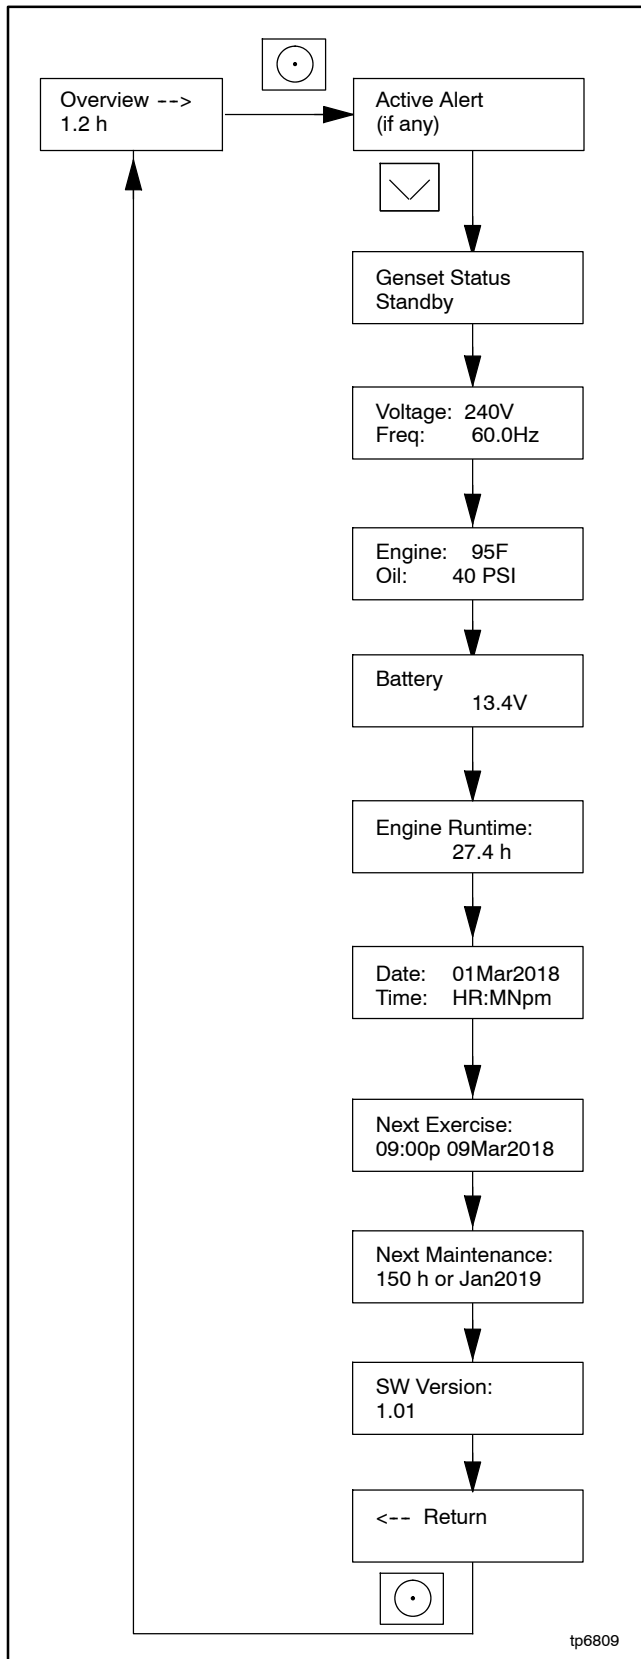 Overview -->
1.2 h
Active Alert
(if any)
Genset Status
Standby
Voltage: 240V
Freq: 60.0Hz
Engine: 95F
Oil: 40 PSI
Battery
13.4V
Engine Runtime:
27.4 h
Date: 01Mar2018
Time: HR:MNpm
Next Exercise:
09:00p 09Mar2018
Next Maintenance:
150 h or Jan2019
SW Version:
1.01
<-- Return
tp6809